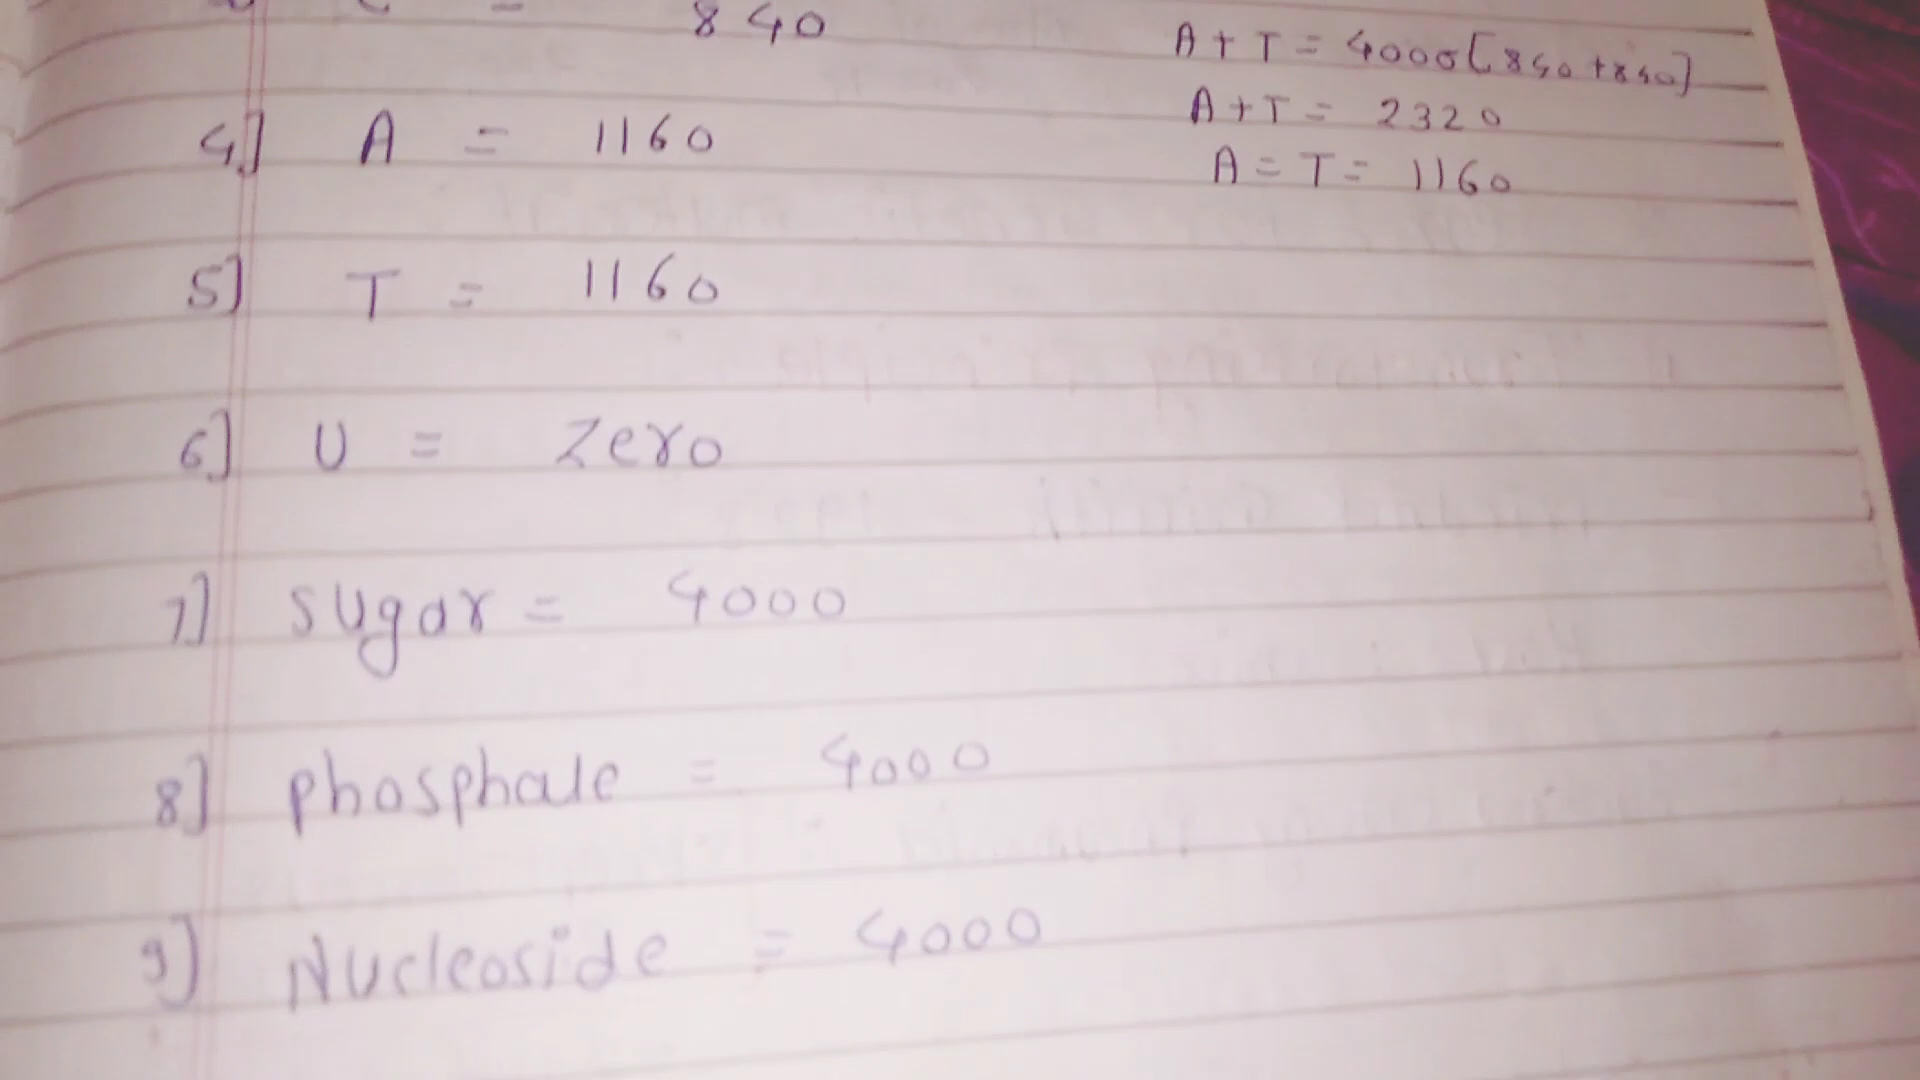 840
A + T = 4000[840+840]
A+T = 2320
A = T = 1160
4] A = 1160
5] T = 1160
6] U = Zero
7] sugar = 4000
8] phosphate = 4000
9] Nucleoside = 4000